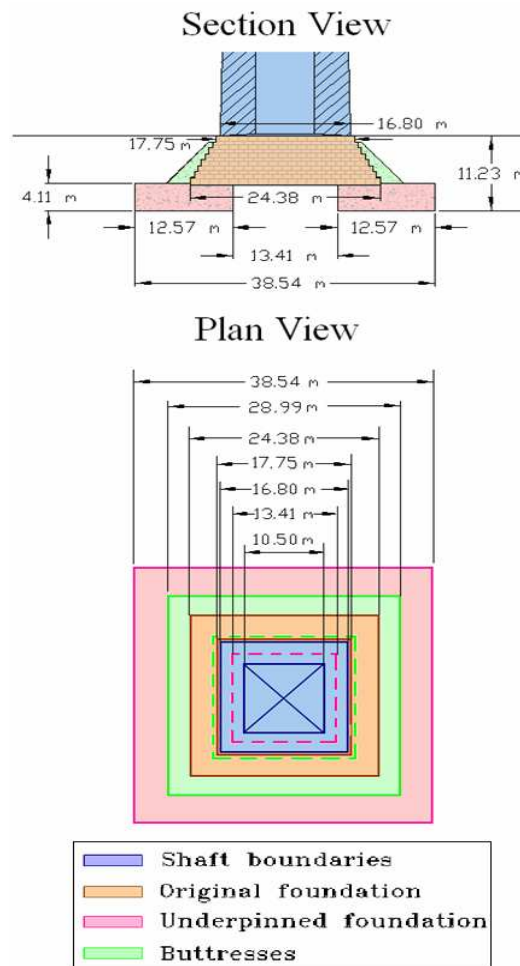 Section View
16.80 m
17.75 m
11.23 m
4.11 m
24.38 m
12.57 m
12.57 m
13.41 m
38.54 m
Plan View
38.54 m
28.99 m
24.38 m
17.75 m
16.80 m
13.41 m
10.50 m
Shaft boundaries
Original foundation
Underpinned foundation
Buttresses